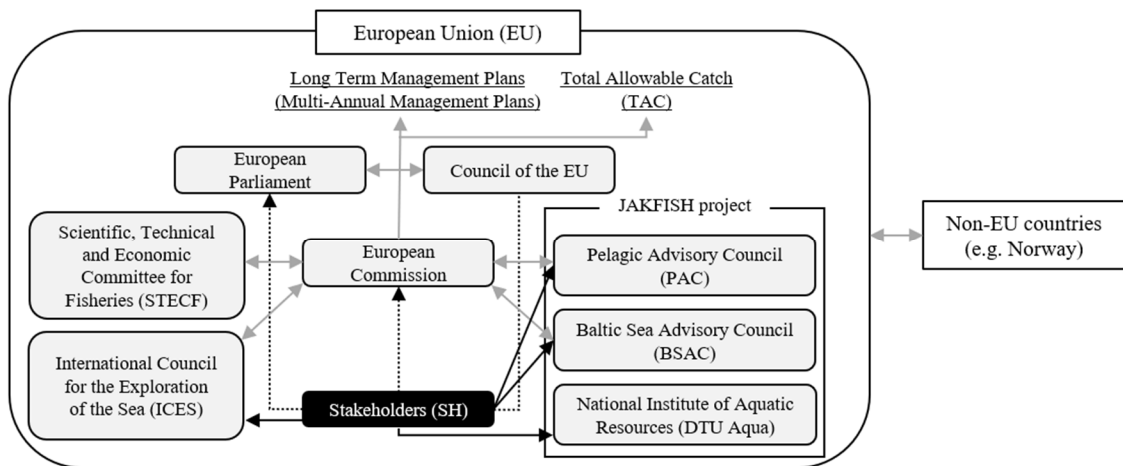 European Union (EU)
Long Term Management Plans
(Multi-Annual Management Plans)
Total Allowable Catch
(TAC)
European
Parliament
Council of the EU
JAKFISH project
Scientific, Technical
and Economic
Committee for
Fisheries (STECF)
European
Commission
Pelagic Advisory Council
(PAC)
Non-EU countries
(e.g. Norway)
Baltic Sea Advisory Council
(BSAC)
International Council
for the Exploration
of the Sea (ICES)
Stakeholders (SH)
National Institute of Aquatic
Resources (DTU Aqua)